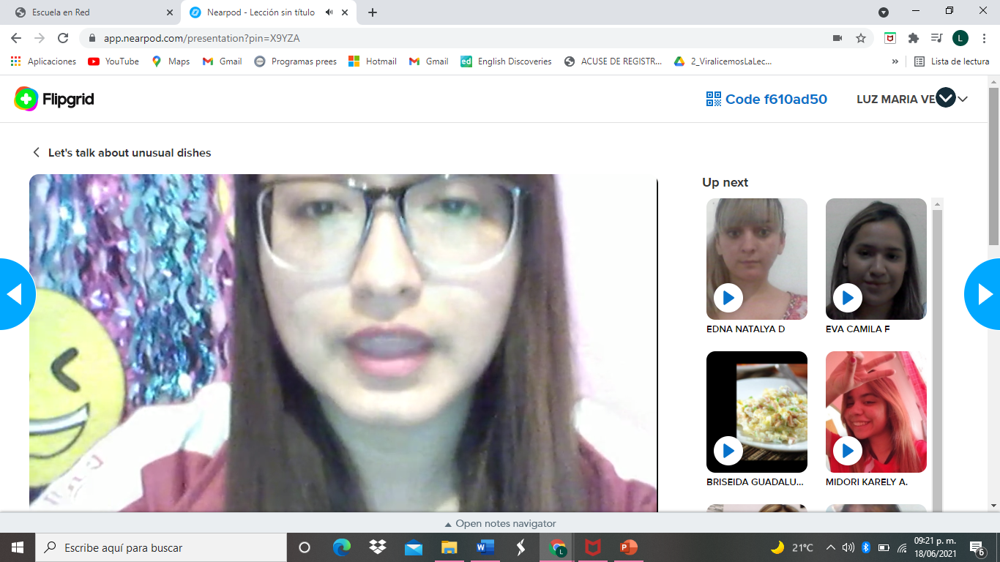 Escuela en Red
Nearpod - Lección sin título
app.nearpod.com/presentation?pin=X9YZA
L
Aplicaciones
YouTube
Maps
Gmail
Programas prees
Hotmail
Gmail
ed English Discoveries
ACUSE DE REGISTR...
2_ViralicemosLaLec...
»
Lista de lectura
Flipgrid
Code f610ad50
LUZ MARIA VE
Let's talk about unusual dishes
Up next
EDNA NATALYA D
EVA CAMILA F
BRISEIDA GUADALU...
MIDORI KARELY A.
Open notes navigator
Escribe aquí para buscar
21°C
09:21 p. m.
18/06/2021
6